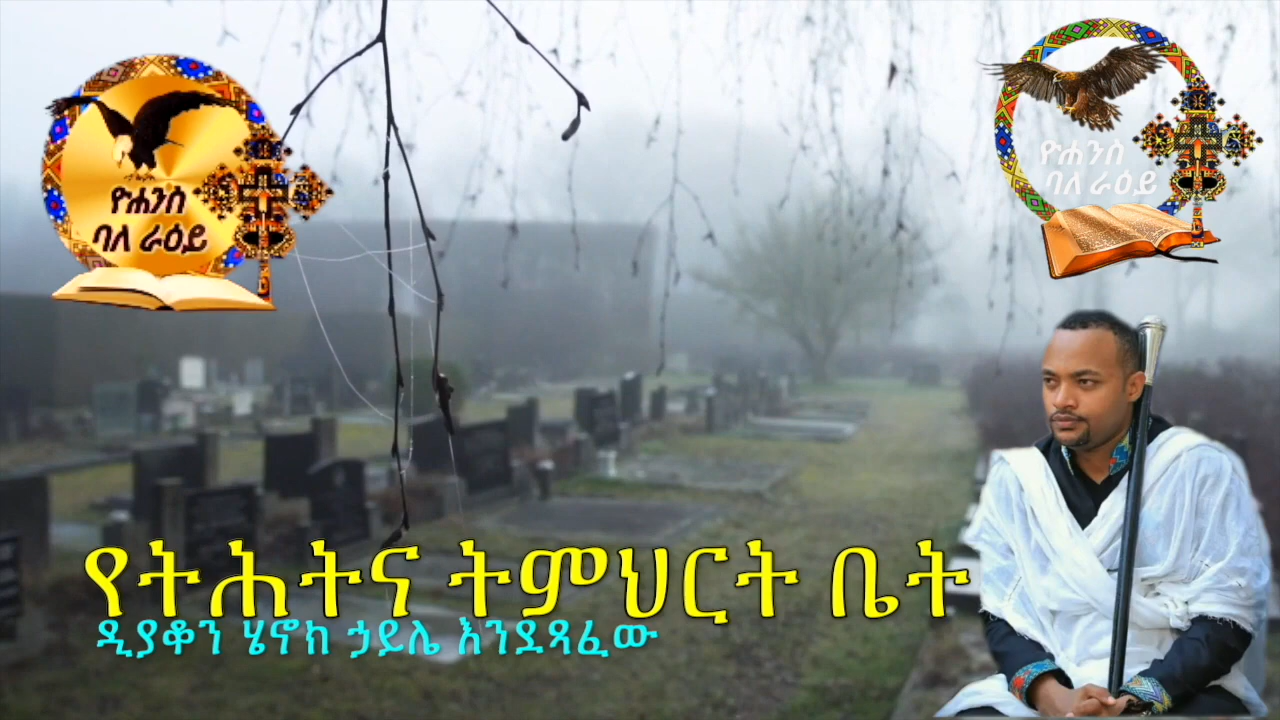 ዮሐንስ
ባለ ራዕይ
ዮሐንስ
ባለ ራዕይ
የትሕትና ትምህርት ቤት
ዲያቆን ሄኖክ ኃይሌ እንደጻፈው